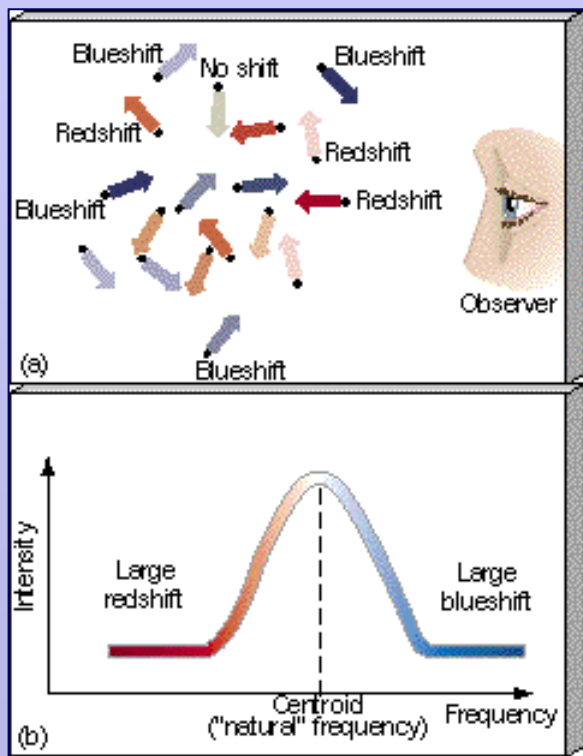 Blueshift
No shift
Blueshift
Redshift
Redshift
Blueshift
Redshift
Observer
Blueshift
(a)
Intensity
Large
redshift
Large
blueshift
Centroid
("natural" frequency)
Frequency
(b)